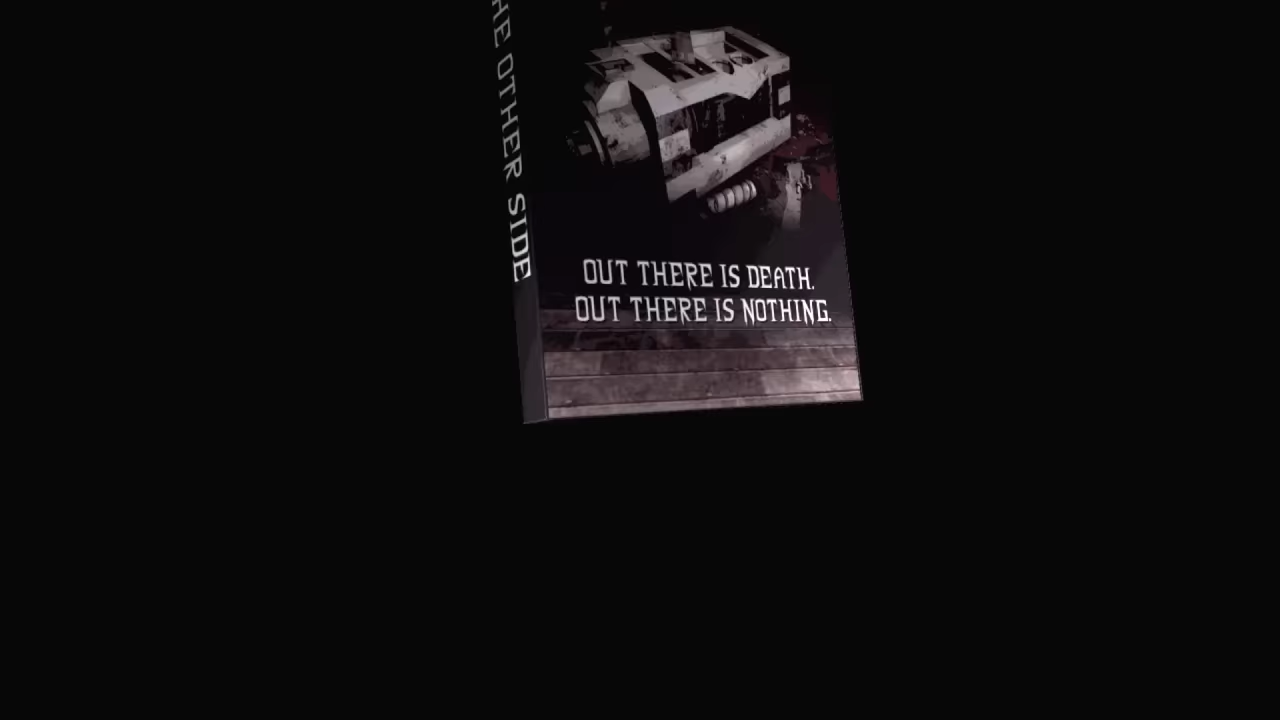 HE OTHER SIDE
OUT THERE IS DEATH.
OUT THERE IS NOTHING.